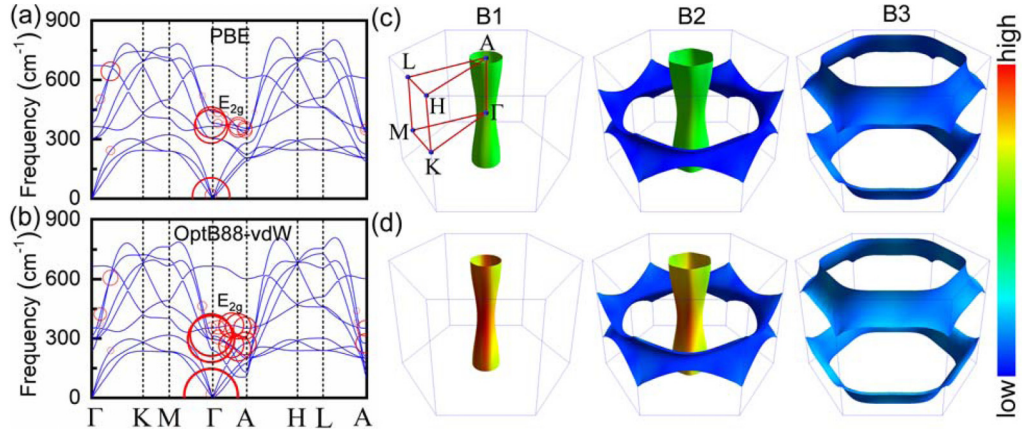 (a)
900
PBE
600
300
0
Frequency (cm⁻¹)
E₂g
(b)
900
OptB88-vdW
600
300
0
Frequency (cm⁻¹)
E₂g
Γ K M Γ A H L A
(c)
B1 B2 B3
A
L
H
Γ
M
K
(d)
high
low